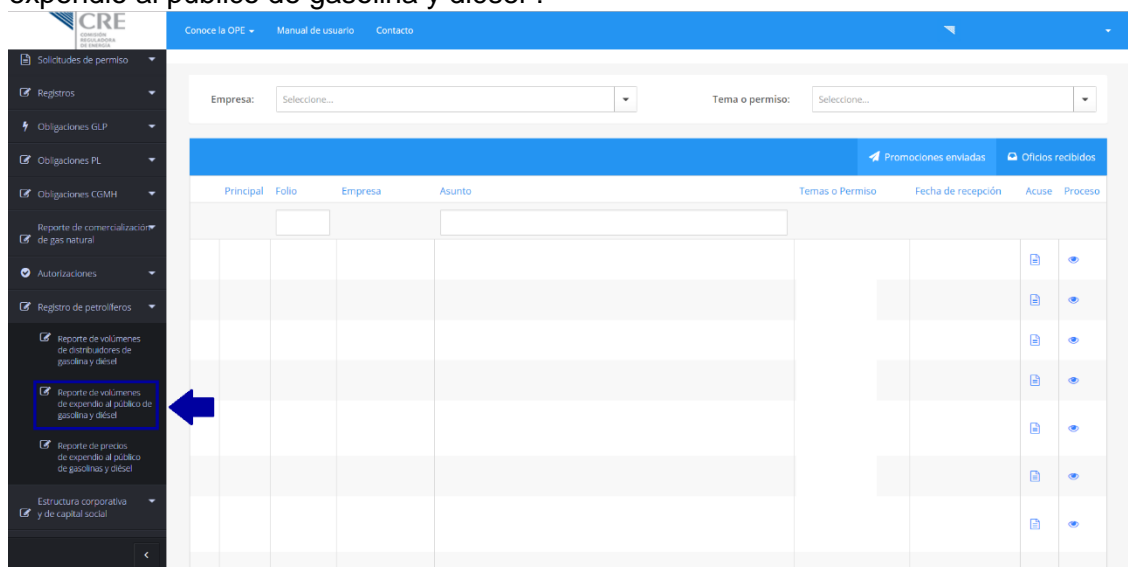 expendio al público de gasolina y diésel".
CRE
COMISIÓN
REGULADORA
DE ENERGÍA
Conoce la OPE Manual de usuario Contacto
Solicitudes de permiso
Registros
Obligaciones GLP
Obligaciones PL
Obligaciones CGMH
Reporte de comercialización
de gas natural
Autorizaciones
Registro de petrolíferos
Reporte de volúmenes
de distribuidores de
gasolina y diésel
Reporte de volúmenes
de expendio al público de
gasolina y diésel
Reporte de precios
de expendio al público
de gasolinas y diésel
Estructura corporativa
y de capital social
Empresa: Seleccione... Tema o permiso: Seleccione...
Promociones enviadas Oficios recibidos
Principal Folio Empresa Asunto Temas o Permiso Fecha de recepción Acuse Proceso